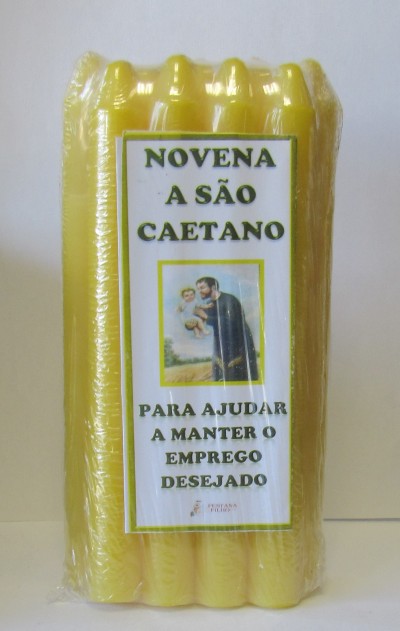 NOVENA
A SÃO
CAETANO
PARA AJUDAR
A MANTER O
EMPREGO
DESEJADO